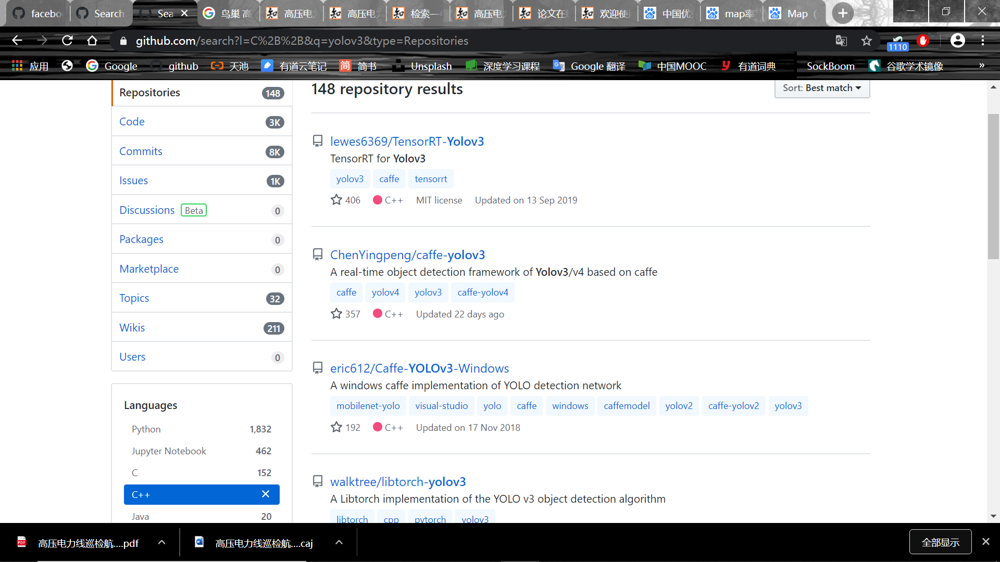 facebo
Search
Sea
鸟巢 高
高压电力
高压电力
检索—中
高压电力
论文在线
欢迎使用
中国优
map率
Map （
github.com/search?l=C%2B%2B&q=yolov3&type=Repositories
1110
应用
Google
github
天池
有道云笔记
简 简书
Unsplash
深度学习课程
Google 翻译
中国MOOC
有道词典
SockBoom
谷歌学术镜像
»
Repositories 148
Code 3K
Commits 8K
Issues 1K
Discussions Beta 0
Packages 0
Marketplace 0
Topics 32
Wikis 211
Users 0
Languages
Python 1,832
Jupyter Notebook 462
C 152
C++
Java 20
148 repository results
Sort: Best match
lewes6369/TensorRT-Yolov3
TensorRT for Yolov3
yolov3 caffe tensorrt
406 C++ MIT license Updated on 13 Sep 2019
ChenYingpeng/caffe-yolov3
A real-time object detection framework of Yolov3/v4 based on caffe
caffe yolov4 yolov3 caffe-yolov4
357 C++ Updated 22 days ago
eric612/Caffe-YOLOv3-Windows
A windows caffe implementation of YOLO detection network
mobilenet-yolo visual-studio yolo caffe windows caffemodel yolov2 caffe-yolov2 yolov3
192 C++ Updated on 17 Nov 2018
walktree/libtorch-yolov3
A Libtorch implementation of the YOLO v3 object detection algorithm
libtorch cpp pytorch yolov3
PDF 高压电力线巡检航....pdf
高压电力线巡检航....caj
全部显示